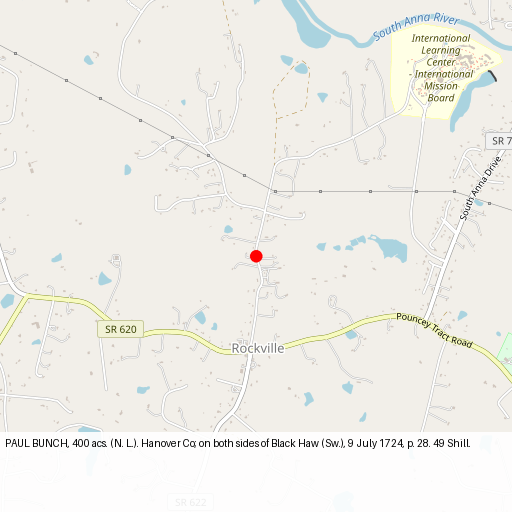 South Anna River
International
Learning
Center
- International
Mission
Board
SR 7
South Anna Drive
SR 620
Pouncey Tract Road
Rockville
PAUL BUNCH, 400 acs. (N. L.). Hanover Co; on both sides of Black Haw (Sw.), 9 July 1724, p. 28. 49 Shill.
SR 622